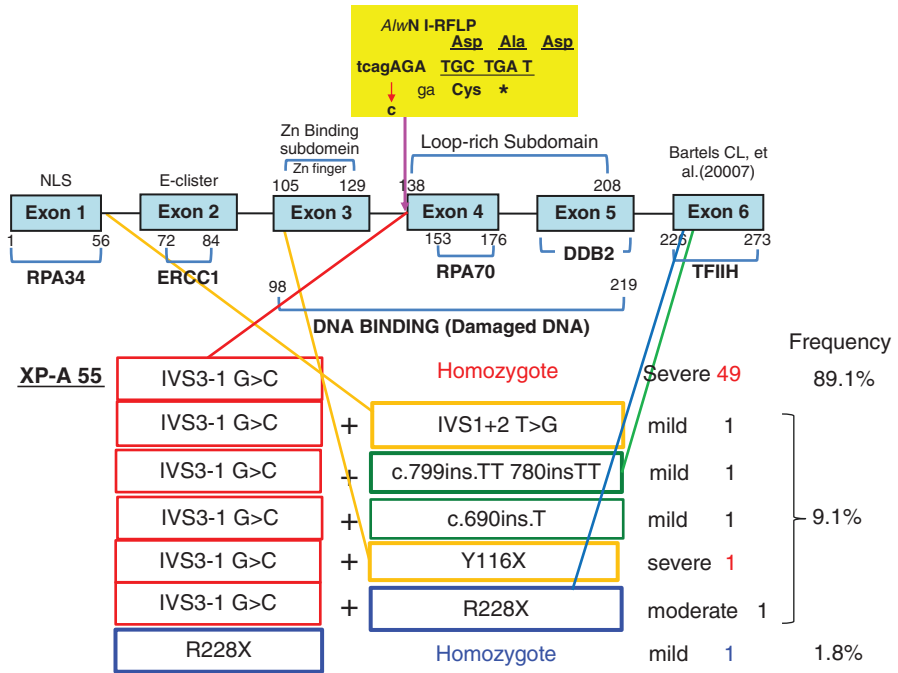 AlwN I-RFLP
Asp Ala Asp
tcagAGA TGC TGA T
ga Cys *
c
Zn Binding
subdomein
Zn finger
Loop-rich Subdomain
Bartels CL, et
al.(20007)
NLS
E-clister
105 129
138 208
Exon 1 Exon 2 Exon 3 Exon 4 Exon 5 Exon 6
1 56 72 84 153 176 226 273
RPA34 ERCC1 RPA70 DDB2 TFIIH
98 219
DNA BINDING (Damaged DNA)
Frequency
XP-A 55 IVS3-1 G>C Homozygote Severe 49 89.1%
IVS3-1 G>C + IVS1+2 T>G mild 1
IVS3-1 G>C + c.799ins.TT 780insTT mild 1
IVS3-1 G>C + c.690ins.T mild 1
9.1%
IVS3-1 G>C + Y116X severe 1
IVS3-1 G>C + R228X moderate 1
R228X Homozygote mild 1 1.8%